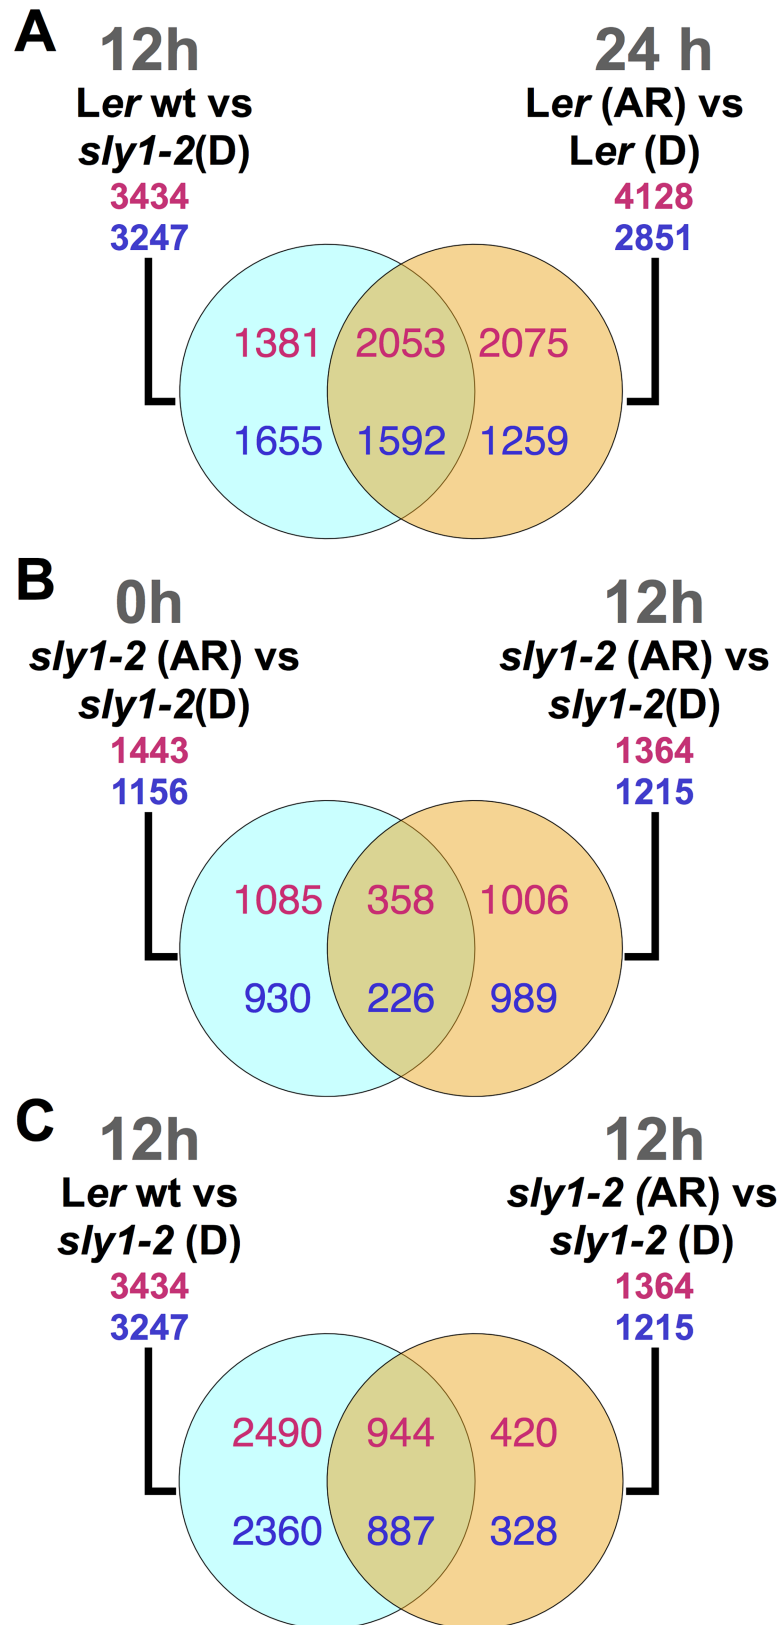 A
12h
24 h
Ler wt vs
sly1-2(D)
Ler (AR) vs
Ler (D)
3434
3247
4128
2851
1381 2053 2075
1655 1592 1259
B
0h
12h
sly1-2 (AR) vs
sly1-2(D)
sly1-2 (AR) vs
sly1-2(D)
1443
1156
1364
1215
1085 358 1006
930 226 989
C
12h
12h
Ler wt vs
sly1-2 (D)
sly1-2 (AR) vs
sly1-2 (D)
3434
3247
1364
1215
2490 944 420
2360 887 328